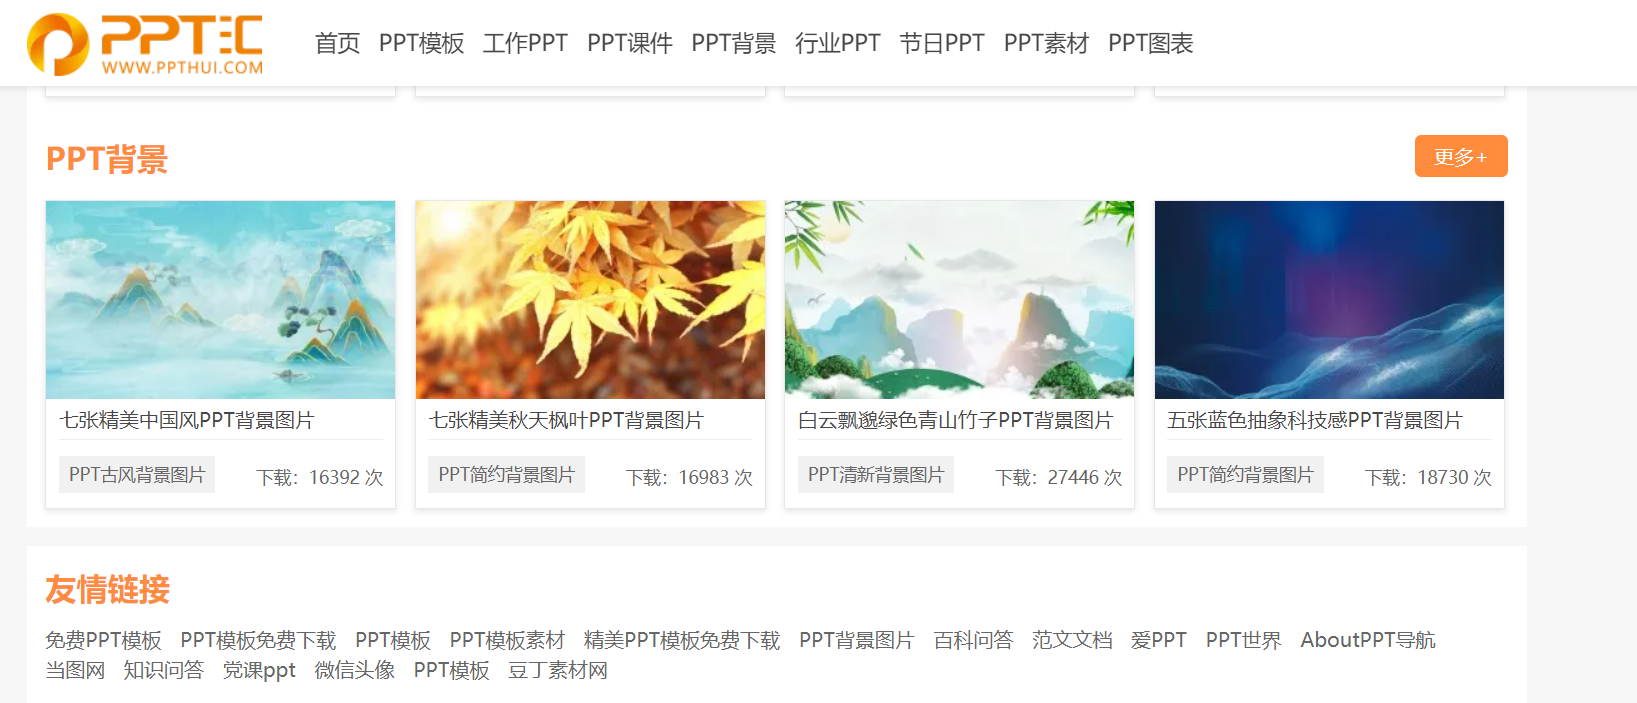 PPTEC
WWW.PPTHUI.COM
首页 PPT模板 工作PPT PPT课件 PPT背景 行业PPT 节日PPT PPT素材 PPT图表
PPT背景
更多+
七张精美中国风PPT背景图片
PPT古风背景图片 下载：16392 次
七张精美秋天枫叶PPT背景图片
PPT简约背景图片 下载：16983 次
白云飘邈绿色青山竹子PPT背景图片
PPT清新背景图片 下载：27446 次
五张蓝色抽象科技感PPT背景图片
PPT简约背景图片 下载：18730 次
友情链接
免费PPT模板 PPT模板免费下载 PPT模板 PPT模板素材 精美PPT模板免费下载 PPT背景图片 百科问答 范文文档 爱PPT PPT世界 AboutPPT导航
当图网 知识问答 党课ppt 微信头像 PPT模板 豆丁素材网